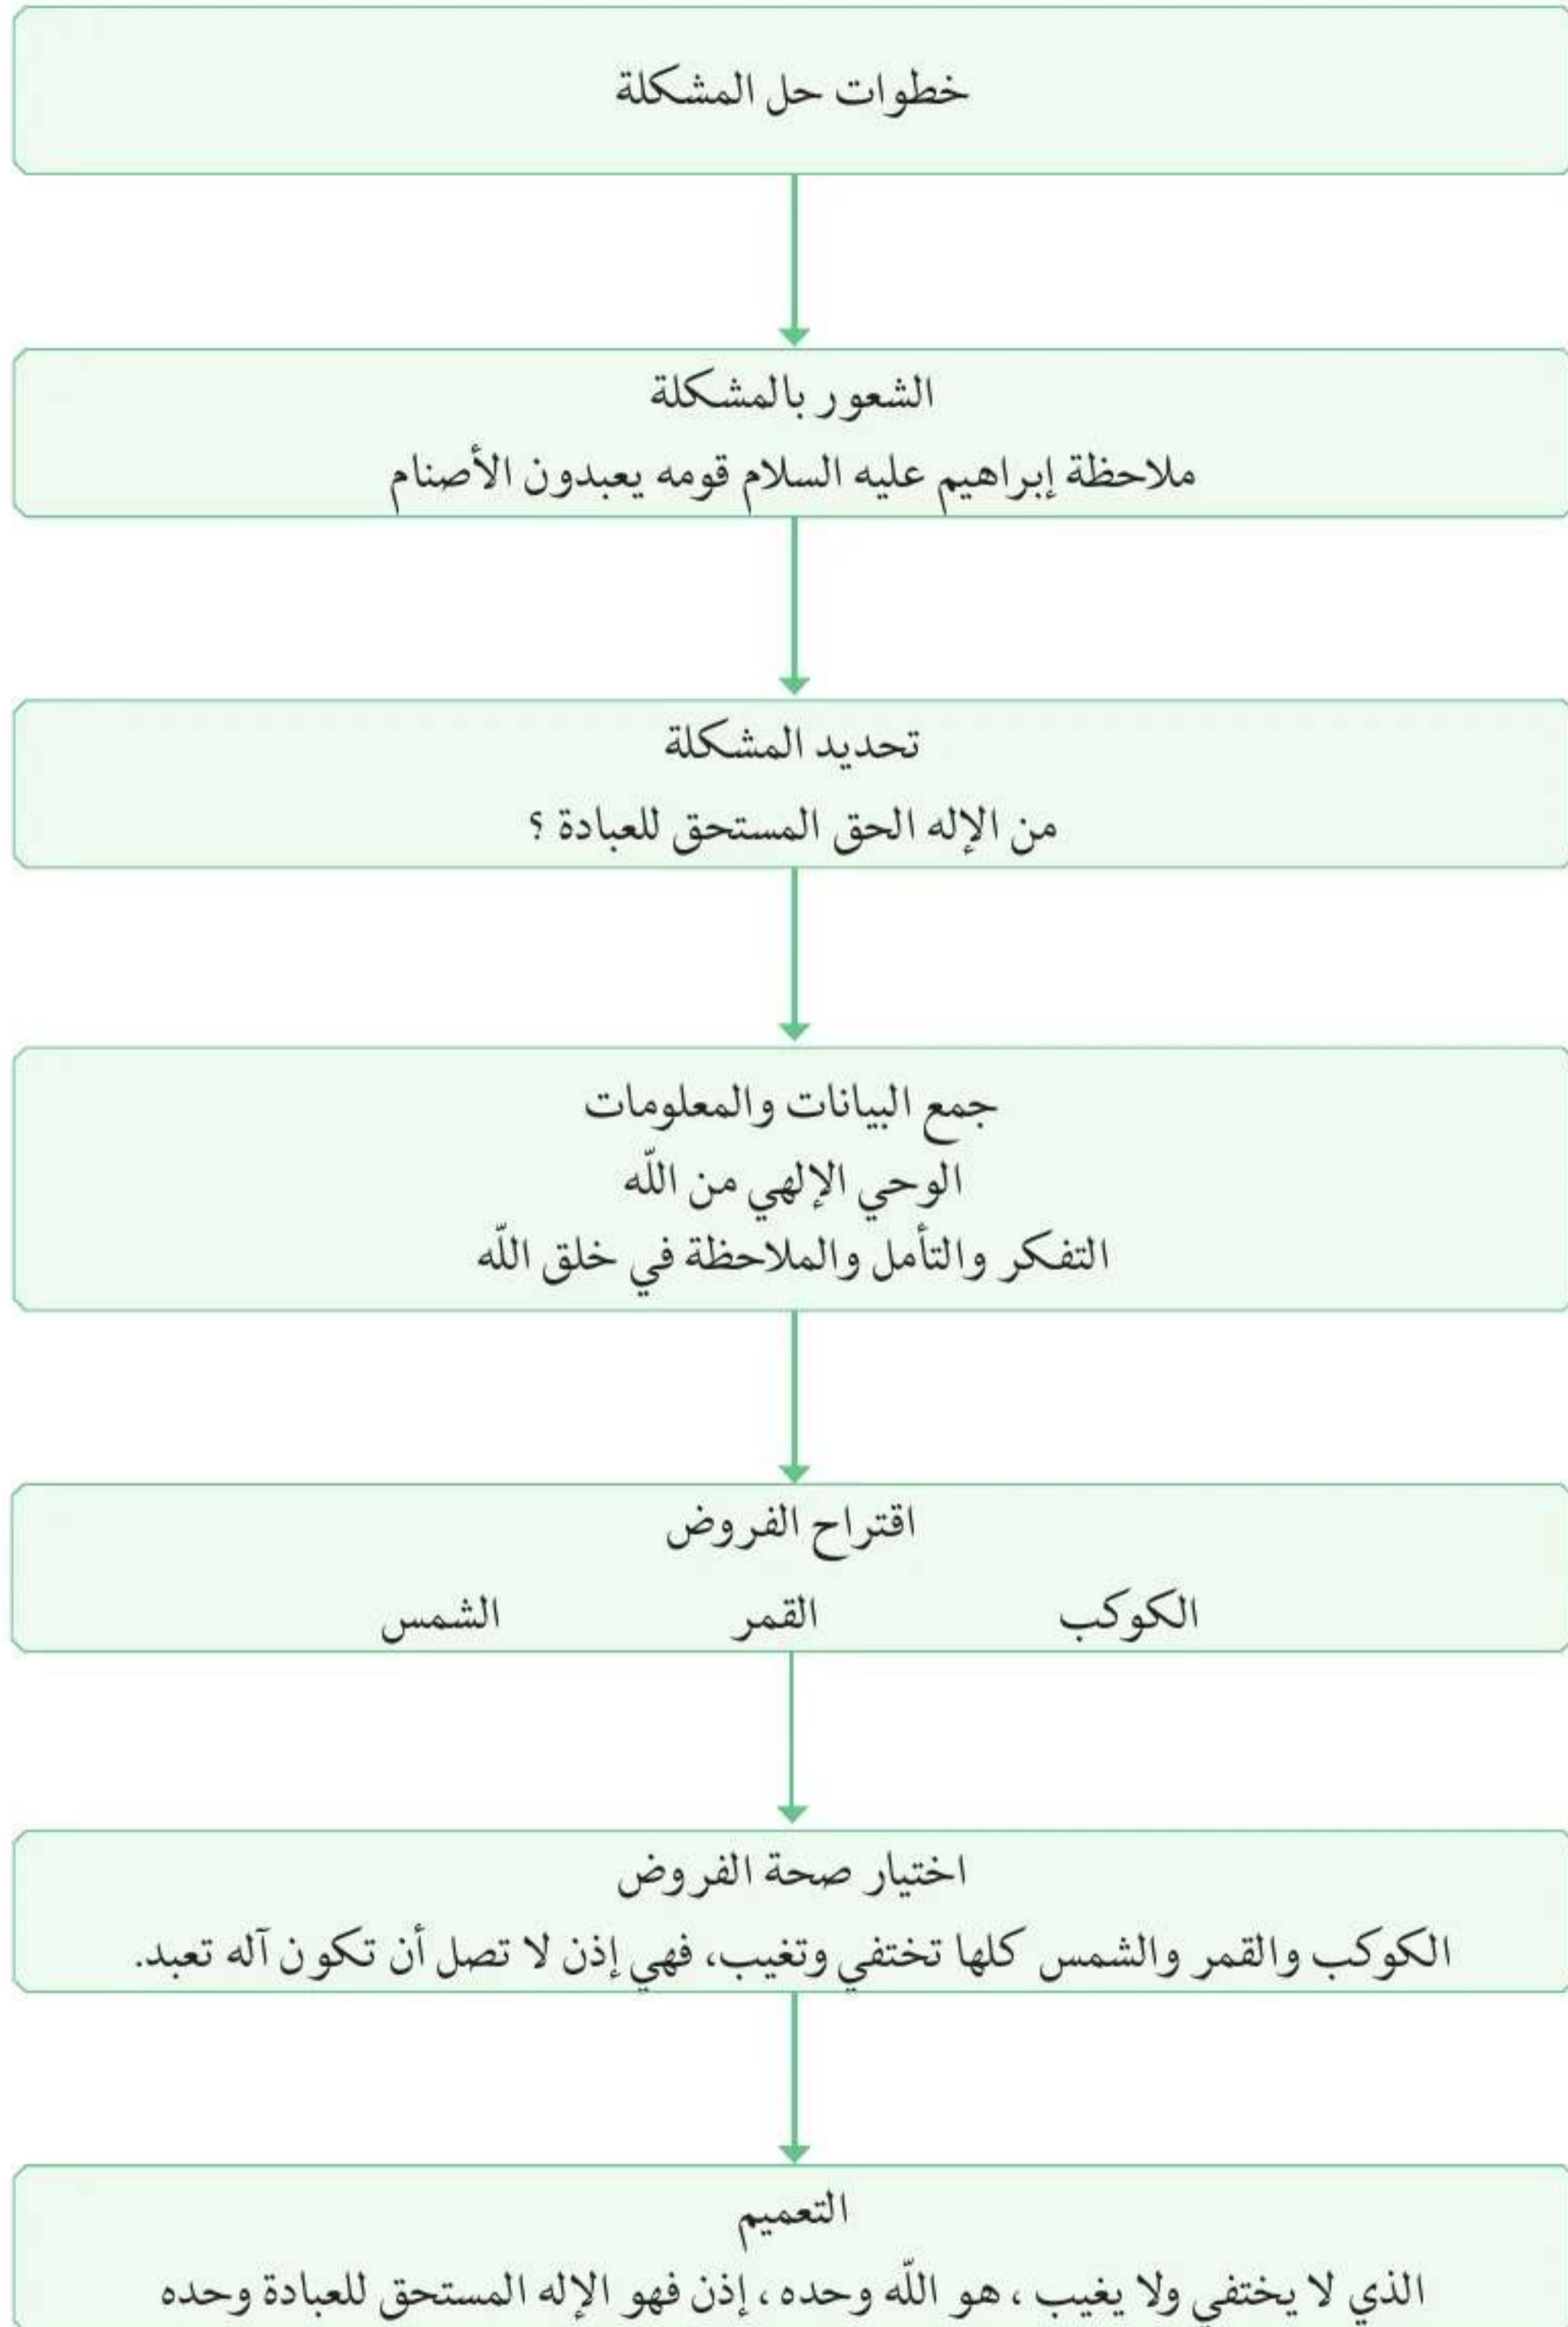 خطوات حل المشكلة
الشعور بالمشكلة
ملاحظة إبراهيم عليه السلام قومه يعبدون الأصنام
تحديد المشكلة
من الإله الحق المستحق للعبادة ؟
جمع البيانات والمعلومات
الوحي الإلهي من اللّه
التفكر والتأمل والملاحظة في خلق اللّه
اقتراح الفروض
الكوكب القمر الشمس
اختيار صحة الفروض
الكوكب والقمر والشمس كلها تختفي وتغيب، فهي إذن لا تصل أن تكون آله تعبد.
التعميم
الذي لا يختفي ولا يغيب ، هو اللّه وحده ، إذن فهو الإله المستحق للعبادة وحده